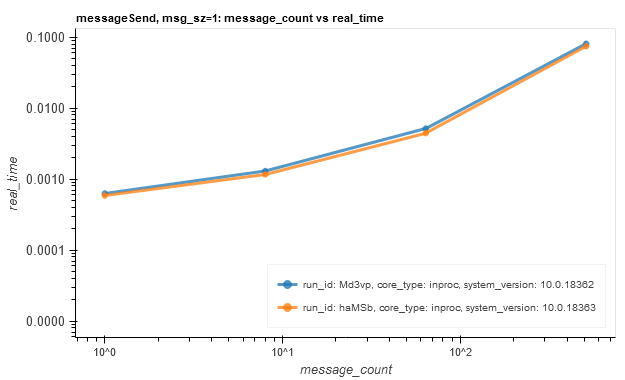 messageSend, msg_sz=1: message_count vs real_time
0.1000
0.0100
0.0010
0.0001
0.0000
real_time
run_id: Md3vp, core_type: inproc, system_version: 10.0.18362
run_id: haMSb, core_type: inproc, system_version: 10.0.18363
10^0
10^1
10^2
message_count